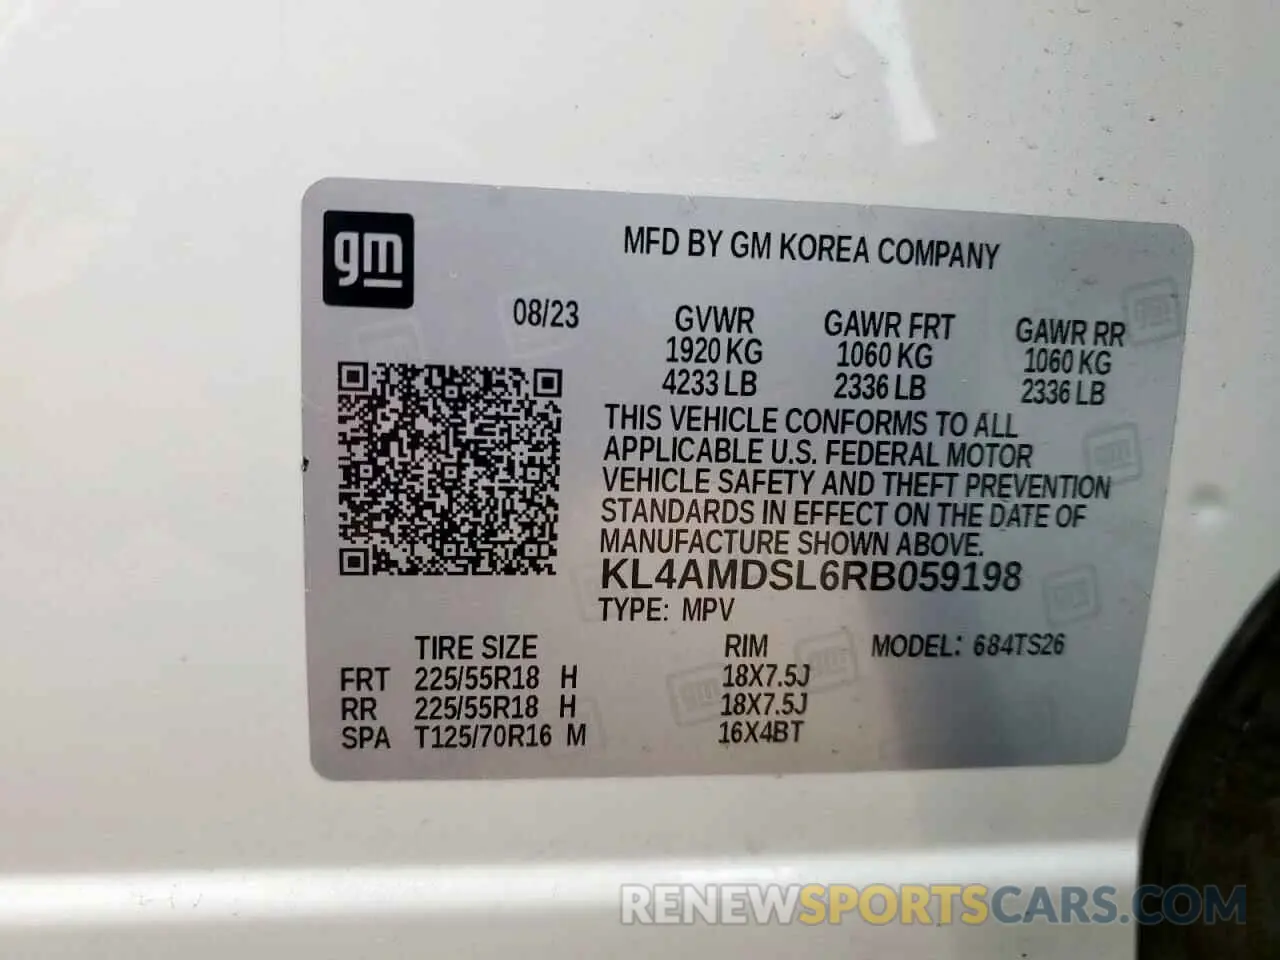 gm
MFD BY GM KOREA COMPANY
08/23
GVWR GAWR FRT GAWR RR
1920 KG 1060 KG 1060 KG
4233 LB 2336 LB 2336 LB
THIS VEHICLE CONFORMS TO ALL
APPLICABLE U.S. FEDERAL MOTOR
VEHICLE SAFETY AND THEFT PREVENTION
STANDARDS IN EFFECT ON THE DATE OF
MANUFACTURE SHOWN ABOVE.
KL4AMDSL6RB059198
TYPE: MPV
TIRE SIZE RIM MODEL: 684TS26
FRT 225/55R18 H 18X7.5J
RR 225/55R18 H 18X7.5J
SPA T125/70R16 M 16X4BT
RENEWSPORTSCARS.COM